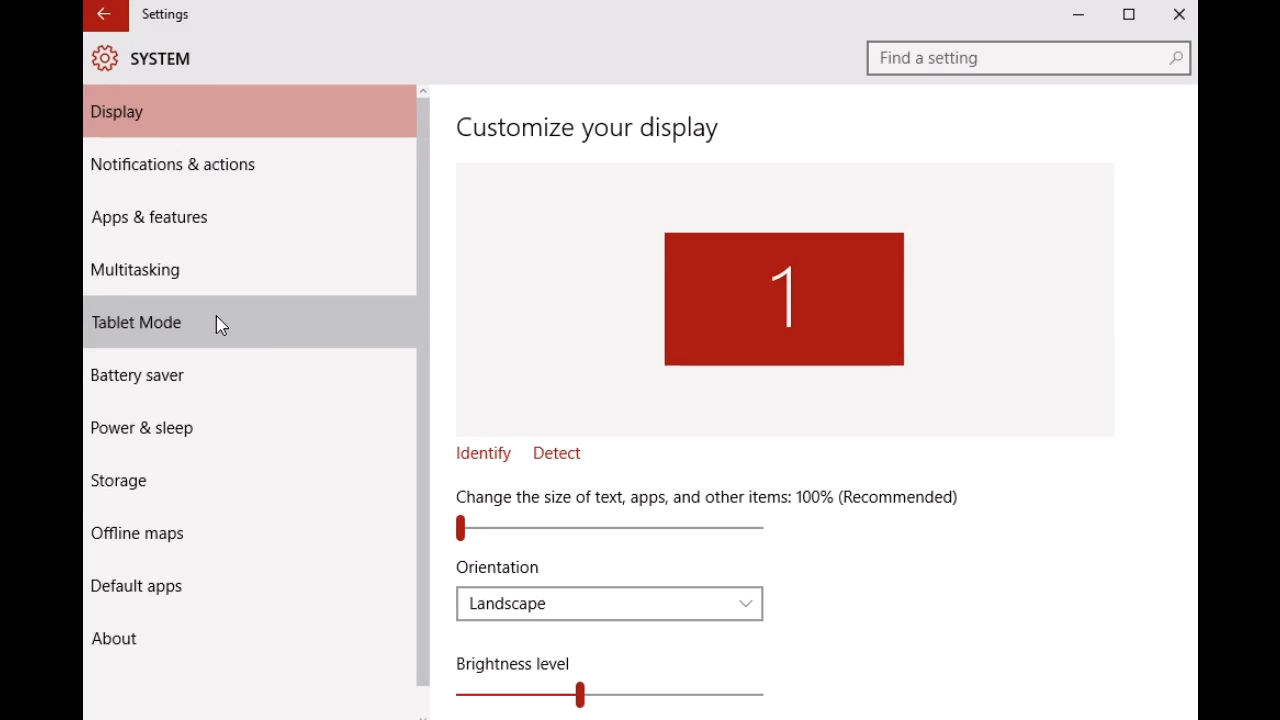 Settings
SYSTEM
Find a setting
Display
Notifications & actions
Apps & features
Multitasking
Tablet Mode
Battery saver
Power & sleep
Storage
Offline maps
Default apps
About
Customize your display
1
Identify Detect
Change the size of text, apps, and other items: 100% (Recommended)
Orientation
Landscape
Brightness level